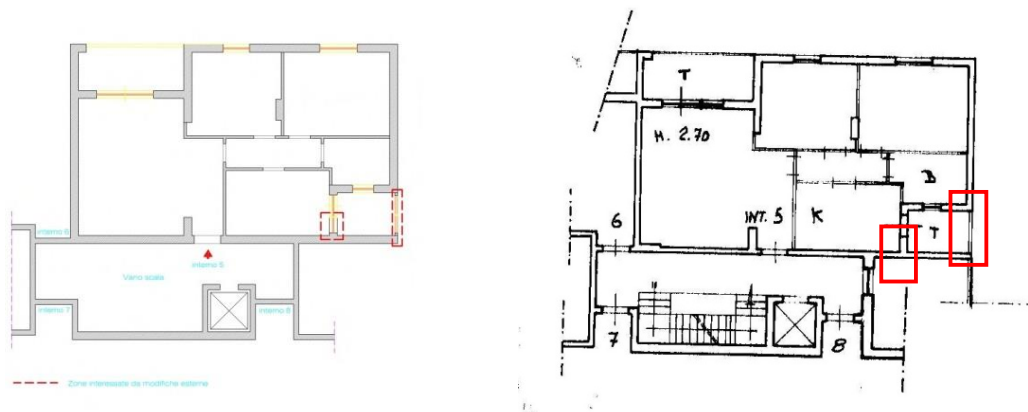 interno 6
interno 5
Vano scala
interno 7
interno 8
Zone interessate da modifiche esterne
T
H. 2.70
B
6
INT. 5
K
T
7
8